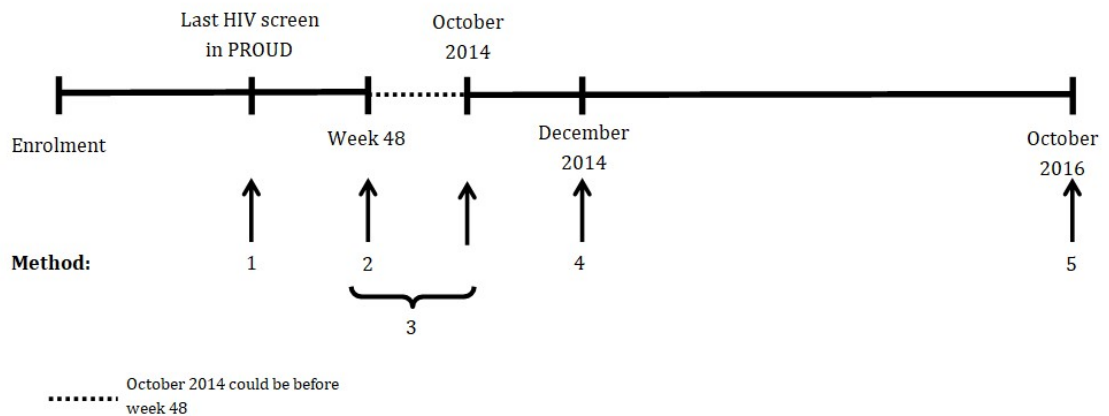 Last HIV screen
in PROUD
October
2014
Enrolment
Week 48
December
2014
October
2016
Method:
1
2
4
5
3
October 2014 could be before
week 48